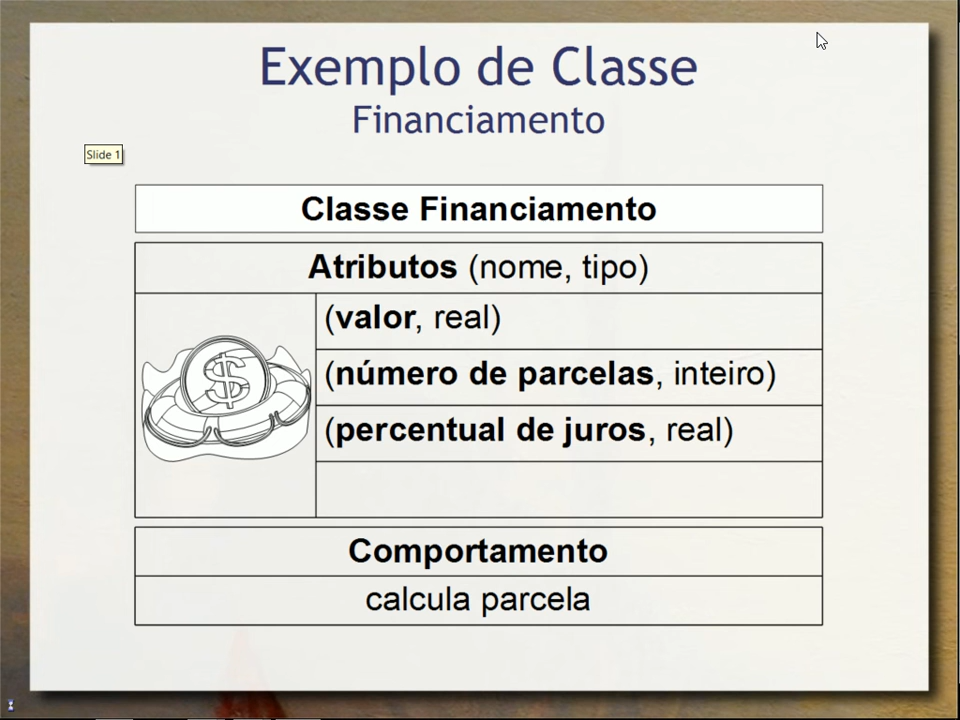 Exemplo de Classe
Financiamento
Slide 1
Classe Financiamento
Atributos (nome, tipo)
(valor, real)
(número de parcelas, inteiro)
(percentual de juros, real)
$
Comportamento
calcula parcela